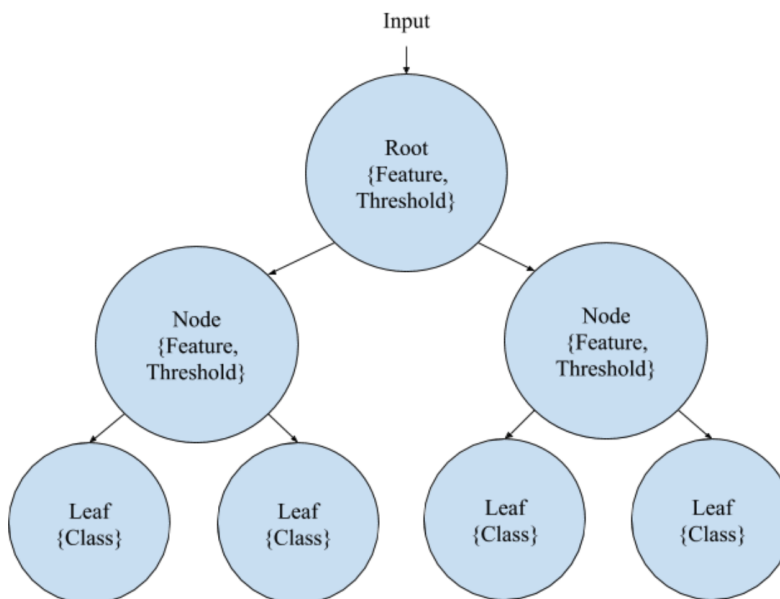 Input
Root
{Feature,
Threshold}
Node
{Feature,
Threshold}
Node
{Feature,
Threshold}
Leaf
{Class}
Leaf
{Class}
Leaf
{Class}
Leaf
{Class}